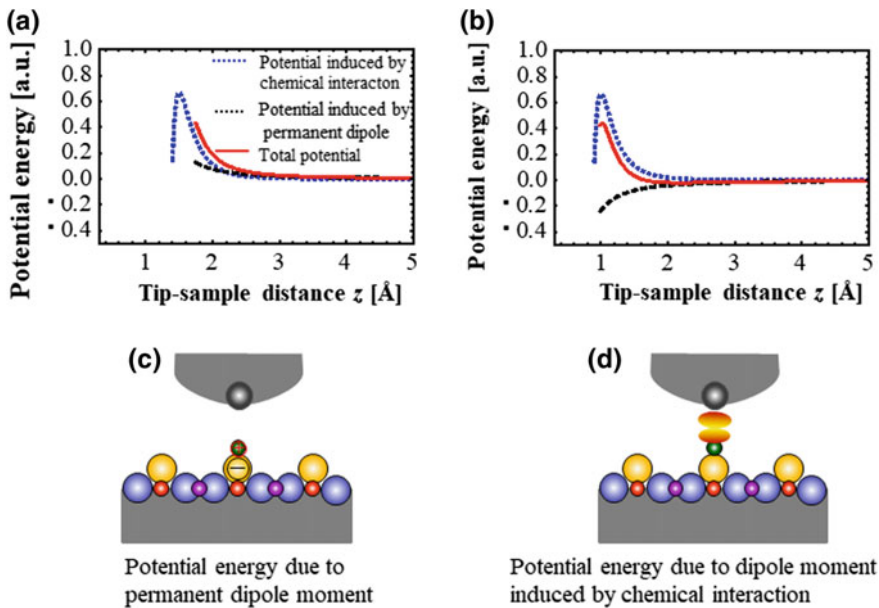 (a)
Potential energy [a.u.]
1.0
0.8
0.6
0.4
0.2
0.0
0.2
0.4
Potential induced by
chemical interacton
Potential induced by
permanent dipole
Total potential
1 2 3 4 5
Tip-sample distance z [Å]
(b)
Potential energy [a.u.]
1.0
0.8
0.6
0.4
0.2
0.0
0.2
0.4
1 2 3 4 5
Tip-sample distance z [Å]
(c)
Potential energy due to
permanent dipole moment
(d)
Potential energy due to dipole moment
induced by chemical interaction